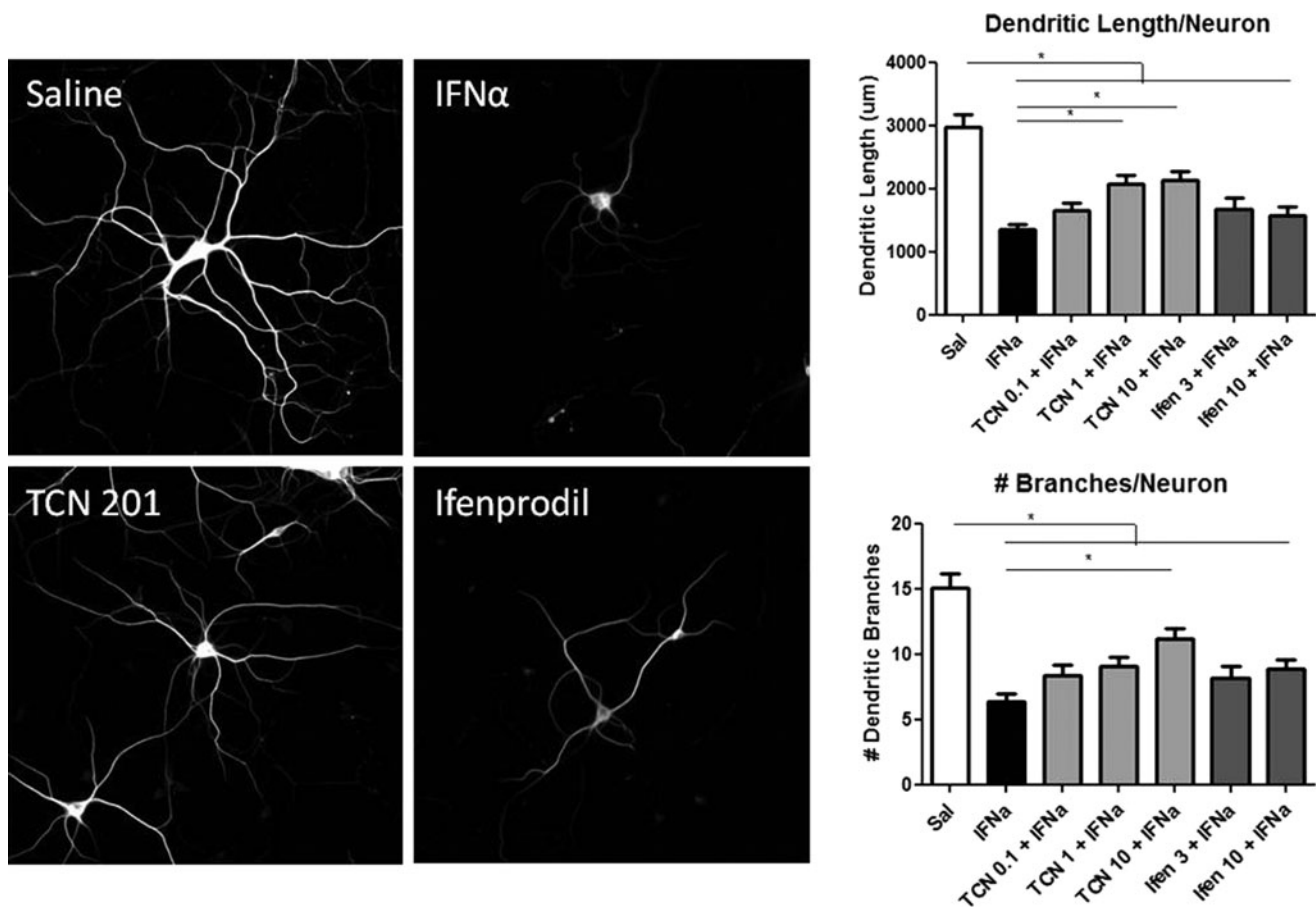 Saline
IFNα
TCN 201
Ifenprodil
Dendritic Length/Neuron
Dendritic Length (um)
4000
3000
2000
1000
0
*
*
*
Sal
IFNa
TCN 0.1 + IFNa
TCN 1 + IFNa
TCN 10 + IFNa
Ifen 3 + IFNa
Ifen 10 + IFNa
# Branches/Neuron
# Dendritic Branches
20
15
10
5
0
*
*
Sal
IFNa
TCN 0.1 + IFNa
TCN 1 + IFNa
TCN 10 + IFNa
Ifen 3 + IFNa
Ifen 10 + IFNa